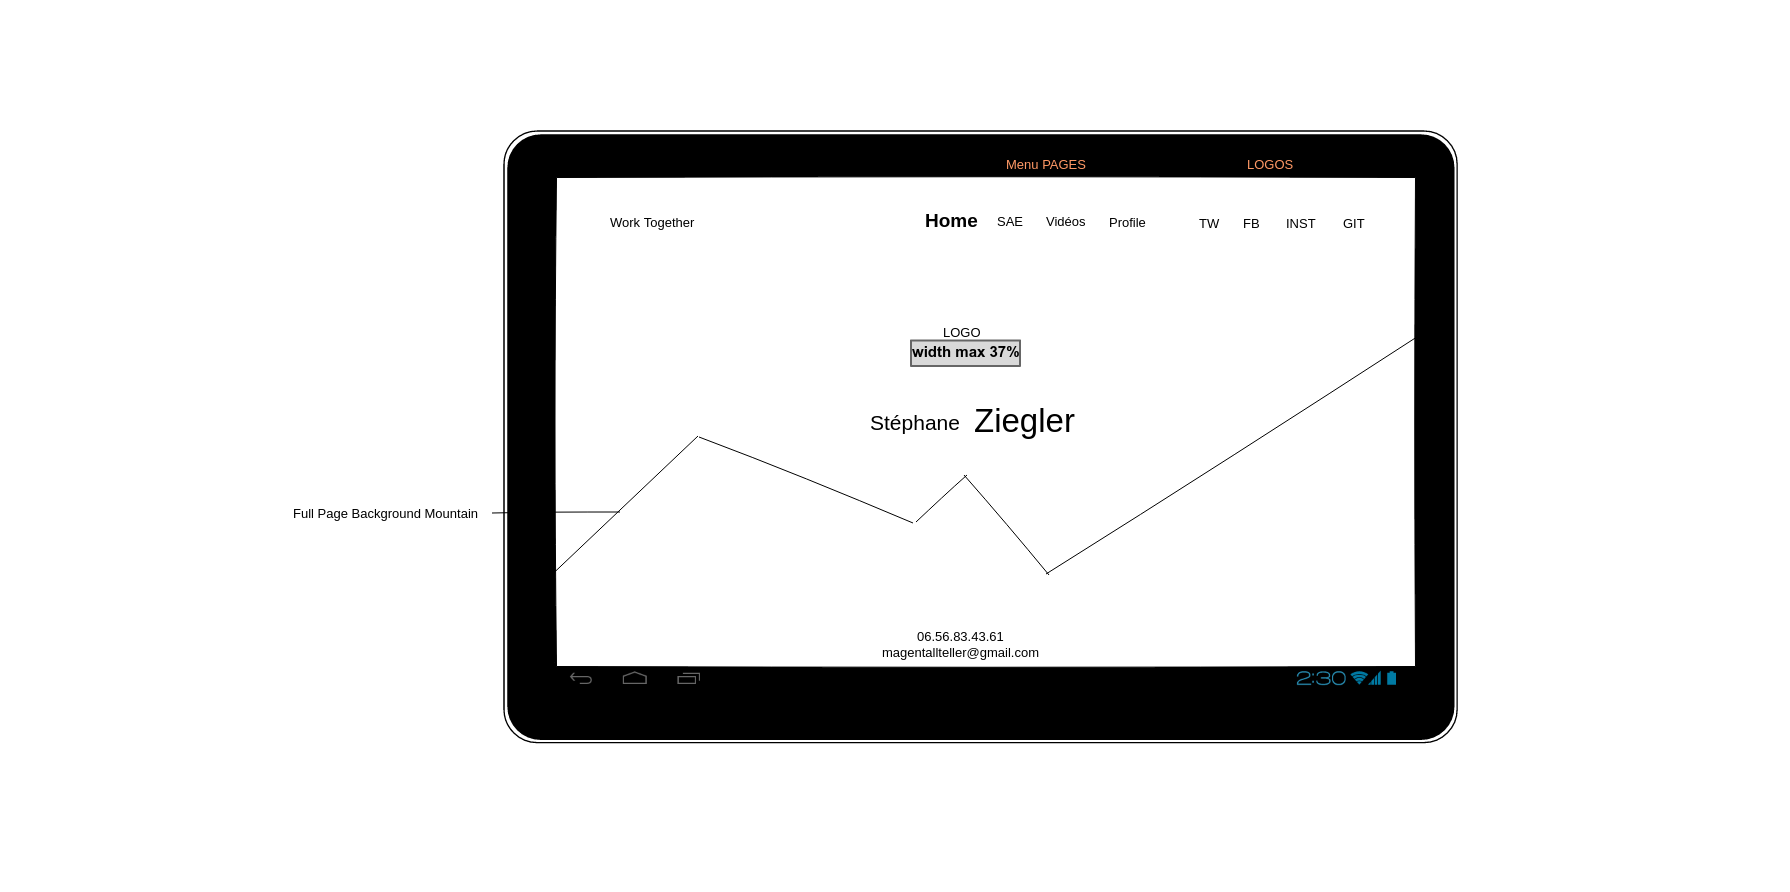 Menu PAGES LOGOS
Work Together Home SAE Vidéos Profile TW FB INST GIT
LOGO
width max 37%
Stéphane Ziegler
Full Page Background Mountain
06.56.83.43.61
magentallteller@gmail.com
2:30